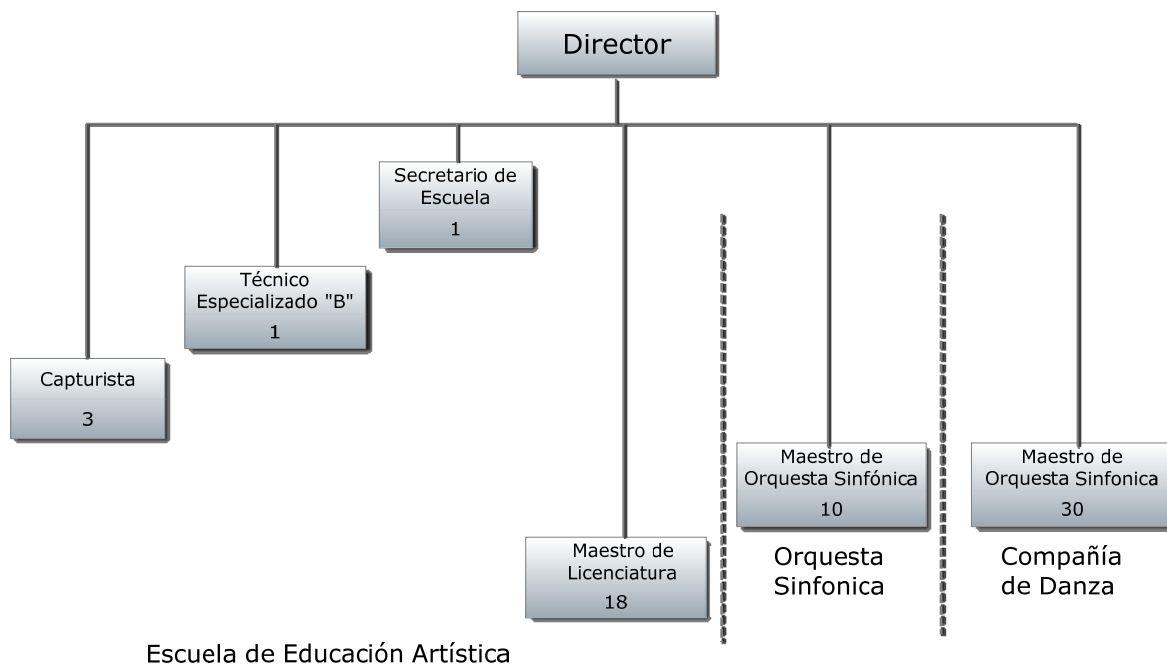 Director
Secretario de
Escuela
1
Técnico
Especializado "B"
1
Capturista
3
Maestro de
Orquesta Sinfónica
10
Maestro de
Orquesta Sinfonica
30
Maestro de
Licenciatura
18
Orquesta
Sinfonica
Compañía
de Danza
Escuela de Educación Artística